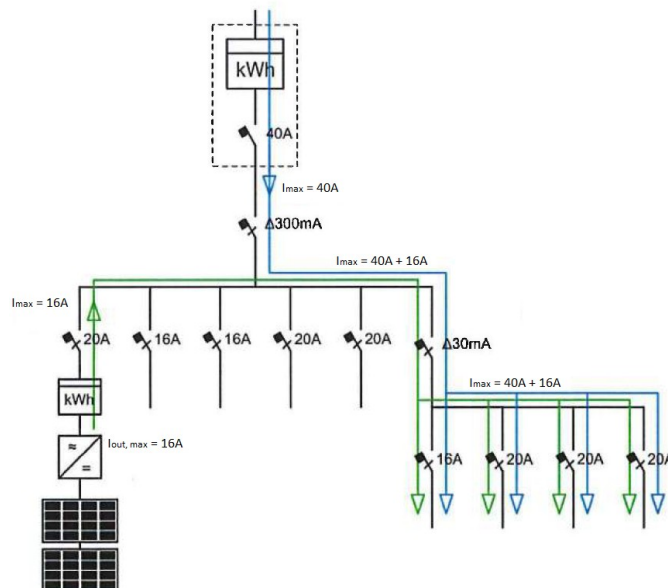 kWh
40A
Imax = 40A
Δ300mA
Imax = 40A + 16A
Imax = 16A
20A
16A
16A
20A
20A
Δ30mA
kWh
Imax = 40A + 16A
≈
=
Iout, max = 16A
16A
20A
20A
20A